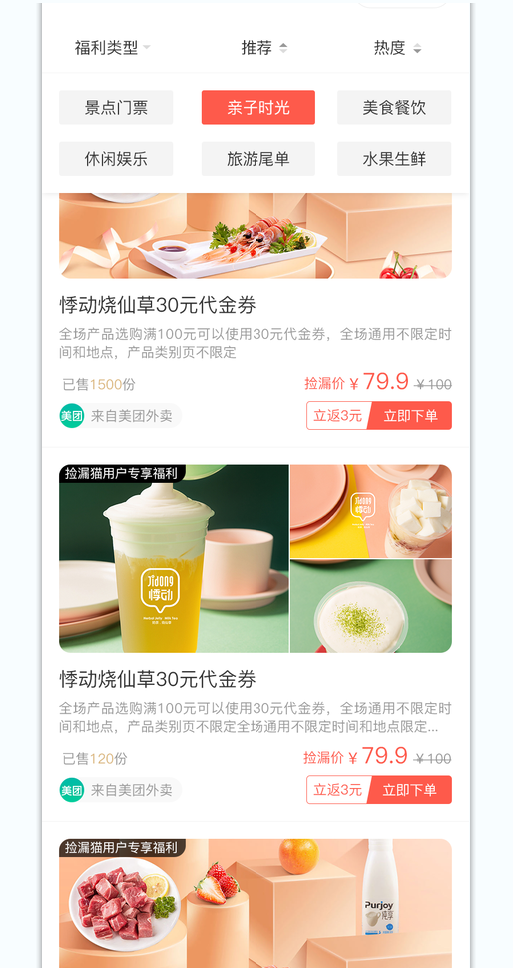 福利类型 推荐 热度
景点门票 亲子时光 美食餐饮
休闲娱乐 旅游尾单 水果生鲜
悸动烧仙草30元代金券
全场产品选购满100元可以使用30元代金券，全场通用不限定时
间和地点，产品类别页不限定
已售1500份 捡漏价 ¥ 79.9 ¥100
美团 来自美团外卖 立返3元 立即下单
捡漏猫用户专享福利
jidong
悸动
jidong
悸动
悸动烧仙草30元代金券
全场产品选购满100元可以使用30元代金券，全场通用不限定时
间和地点，产品类别页不限定全场通用不限定时间和地点限定...
已售120份 捡漏价 ¥ 79.9 ¥100
美团 来自美团外卖 立返3元 立即下单
捡漏猫用户专享福利
Purjoy
纯享